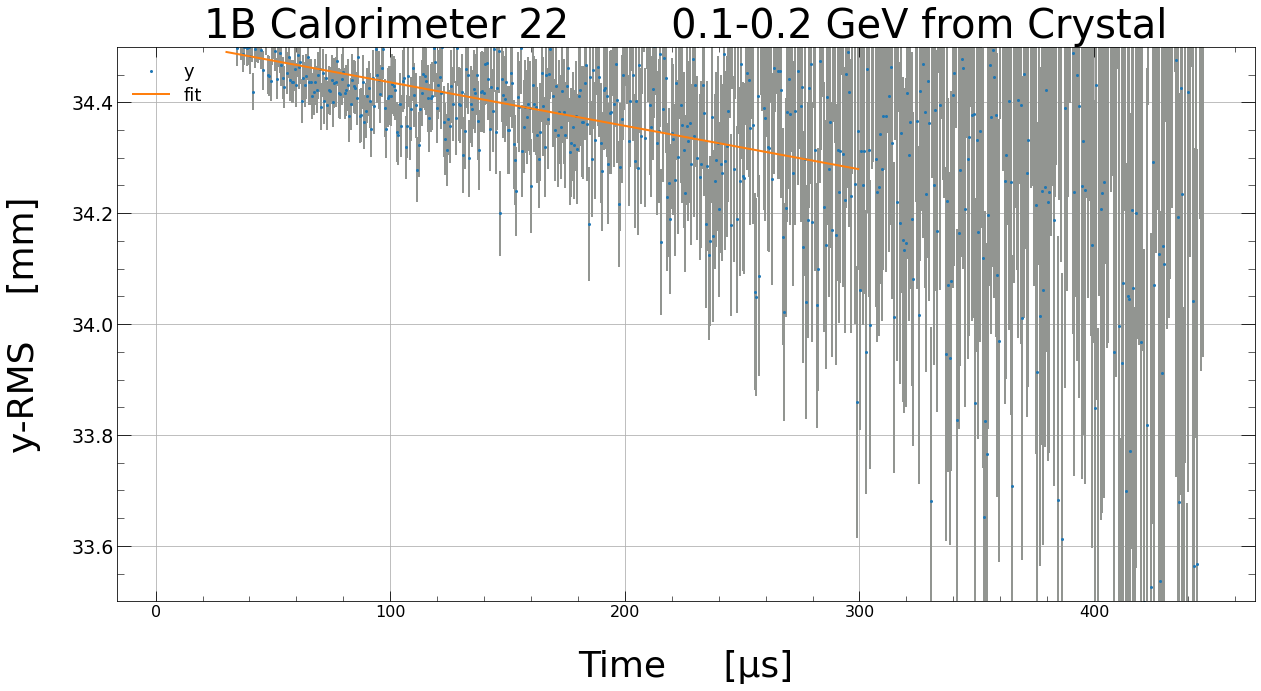 1B Calorimeter 22 0.1-0.2 GeV from Crystal
y
fit
y-RMS [mm]
34.4
34.2
34.0
33.8
33.6
0 100 200 300 400
Time [µs]